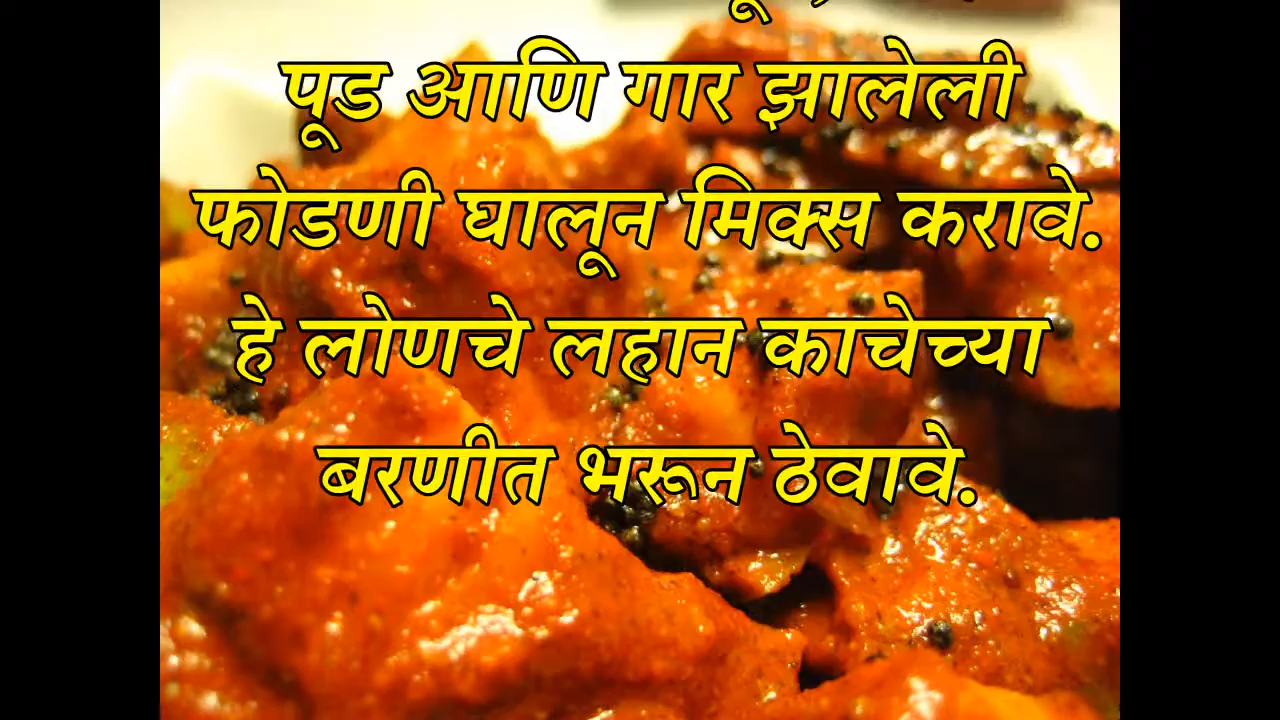 पूड आणि गार झालेली
फोडणी घालून मिक्स करावे.
हे लोणचे लहान काचेच्या
बरणीत भरून ठेवावे.